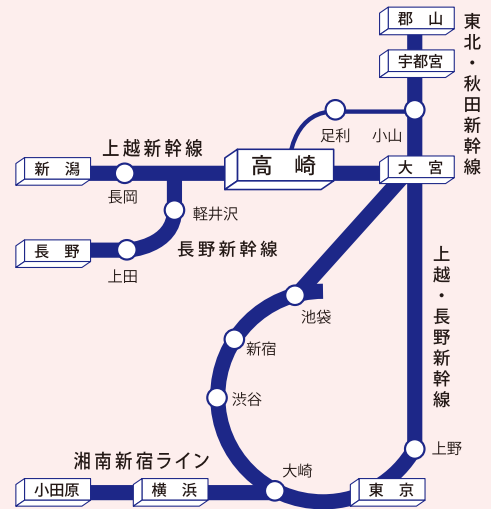 郡山
宇都宮
東北・秋田新幹線
足利
小山
上越新幹線
高崎
大宮
新潟
長岡
軽井沢
長野新幹線
長野
上田
上越・長野新幹線
池袋
新宿
渋谷
上野
湘南新宿ライン
大崎
小田原
横浜
東京